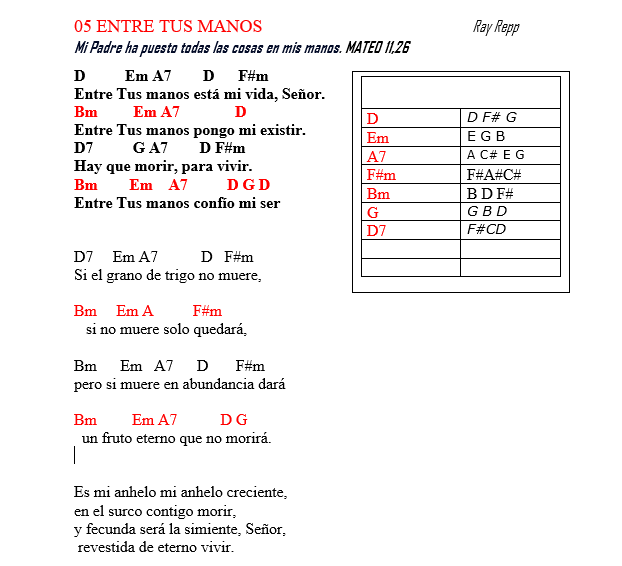 05 ENTRE TUS MANOS Ray Repp
Mi Padre ha puesto todas las cosas en mis manos. MATEO 11,26
D Em A7 D F#m
Entre Tus manos está mi vida, Señor.
Bm Em A7 D
Entre Tus manos pongo mi existir.
D7 G A7 D F#m
Hay que morir, para vivir.
Bm Em A7 D G D
Entre Tus manos confío mi ser
D7 Em A7 D F#m
Si el grano de trigo no muere,
Bm Em A F#m
si no muere solo quedará,
Bm Em A7 D F#m
pero si muere en abundancia dará
Bm Em A7 D G
un fruto eterno que no morirá.
Es mi anhelo mi anhelo creciente,
en el surco contigo morir,
y fecunda será la simiente, Señor,
revestida de eterno vivir.
D D F# G
Em E G B
A7 A C# E G
F#m F#A#C#
Bm B D F#
G G B D
D7 F#CD